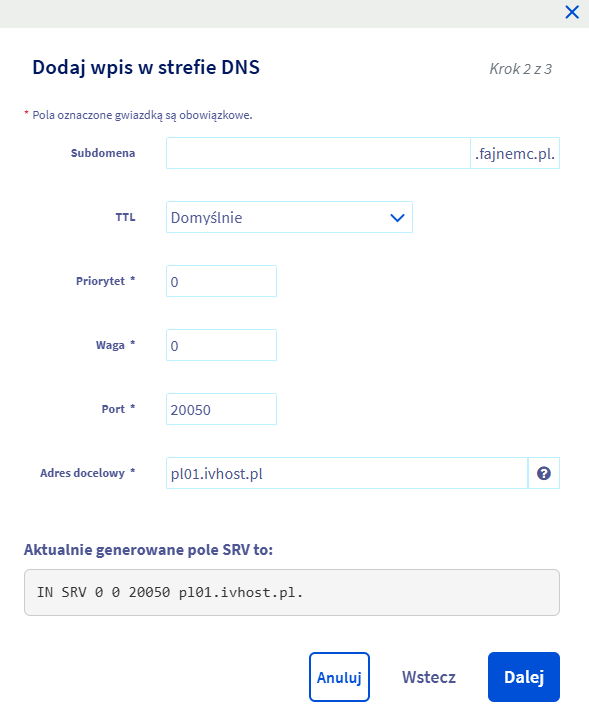 Dodaj wpis w strefie DNS
Krok 2 z 3
* Pola oznaczone gwiazdką są obowiązkowe.
Subdomena
.fajnemc.pl.
TTL
Domyślnie
Priorytet *
0
Waga *
0
Port *
20050
Adres docelowy *
pl01.ivhost.pl
?
Aktualnie generowane pole SRV to:
IN SRV 0 0 20050 pl01.ivhost.pl.
Anuluj
Wstecz
Dalej